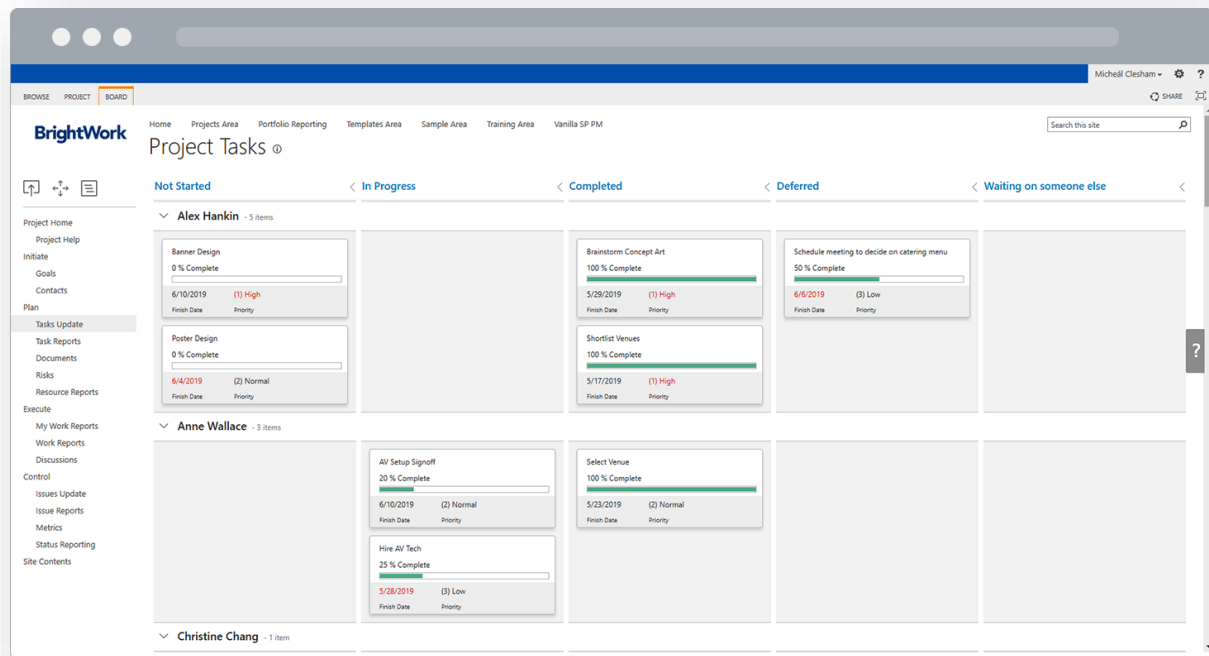 Micheál Clesham
?
BROWSE PROJECT BOARD SHARE
BrightWork
Home Projects Area Portfolio Reporting Templates Area Sample Area Training Area Vanilla SP PM
Search this site
Project Tasks
Project Home
Project Help
Initiate
Goals
Contacts
Plan
Tasks Update
Task Reports
Documents
Risks
Resource Reports
Execute
My Work Reports
Work Reports
Discussions
Control
Issues Update
Issue Reports
Metrics
Status Reporting
Site Contents
Not Started In Progress Completed Deferred Waiting on someone else
Alex Hankin - 5 items
Banner Design
0 % Complete
6/10/2019 (1) High
Finish Date Priority
Poster Design
0 % Complete
6/4/2019 (2) Normal
Finish Date Priority
Brainstorm Concept Art
100 % Complete
5/29/2019 (1) High
Finish Date Priority
Shortlist Venues
100 % Complete
5/17/2019 (1) High
Finish Date Priority
Schedule meeting to decide on catering menu
50 % Complete
6/6/2019 (3) Low
Finish Date Priority
?
Anne Wallace - 3 items
AV Setup Signoff
20 % Complete
6/10/2019 (2) Normal
Finish Date Priority
Hire AV Tech
25 % Complete
5/28/2019 (3) Low
Finish Date Priority
Select Venue
100 % Complete
5/23/2019 (2) Normal
Finish Date Priority
Christine Chang - 1 item